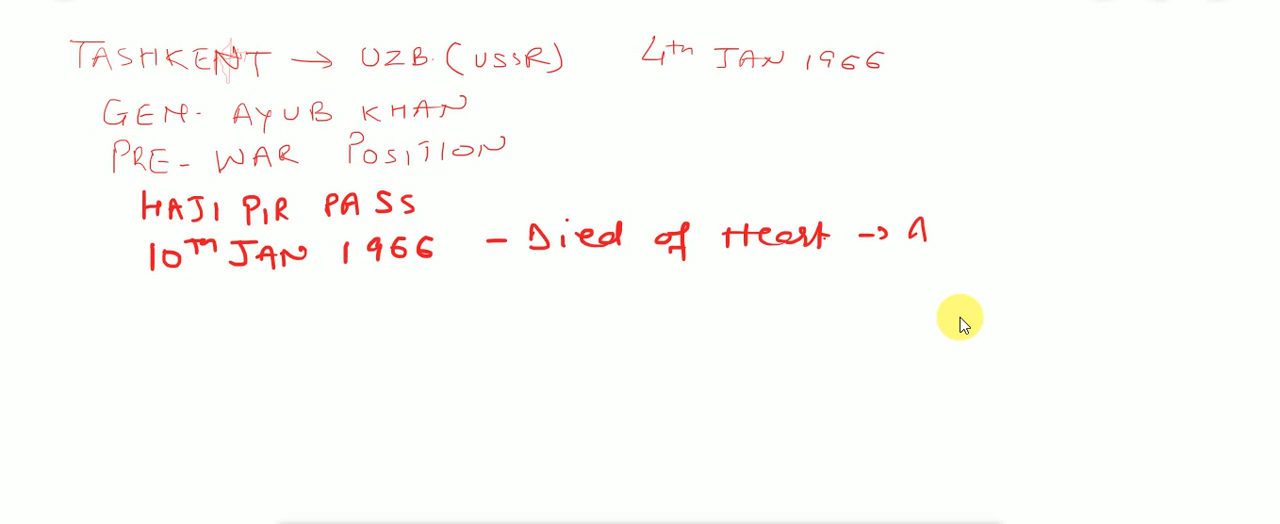 TASHKENT → UZB. (USSR) 4th JAN 1966
GEN. AYUB KHAN
PRE-WAR POSITION
HAJI PIR PASS
10TH JAN 1966 - Died of Heart → A